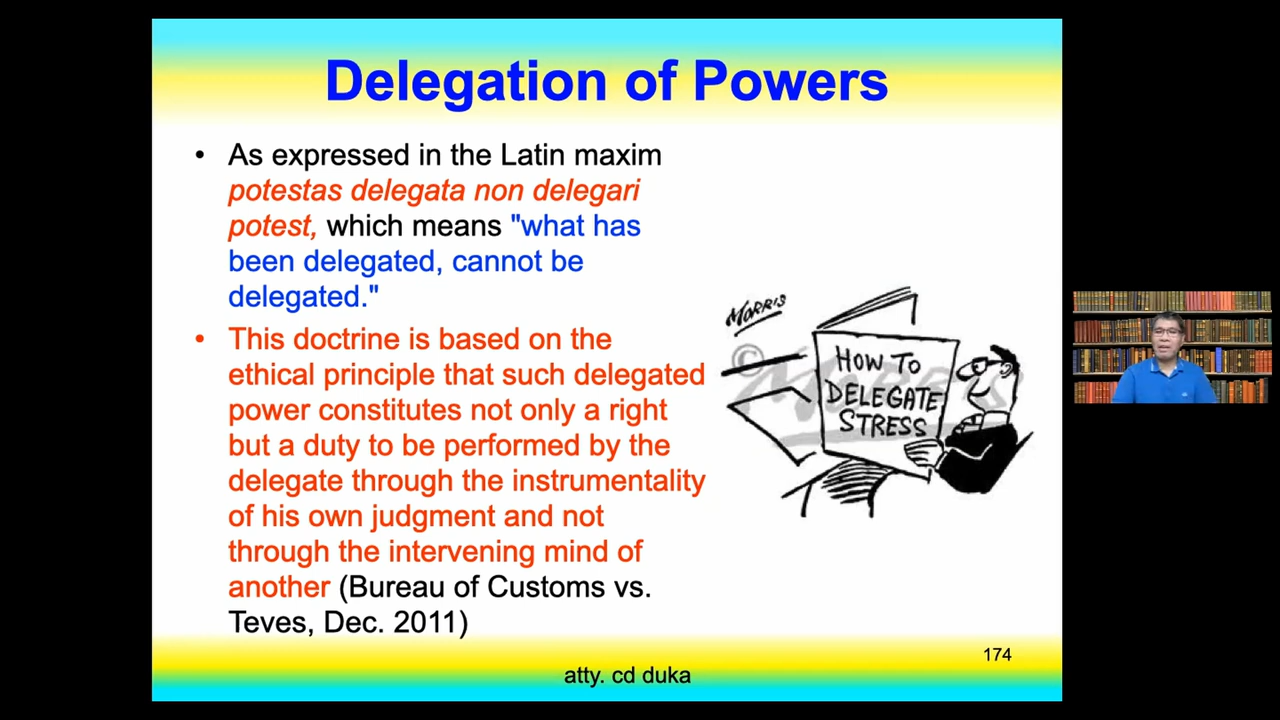 Delegation of Powers
• As expressed in the Latin maxim
potestas delegata non delegari
potest, which means "what has
been delegated, cannot be
delegated."
• This doctrine is based on the
ethical principle that such delegated
power constitutes not only a right
but a duty to be performed by the
delegate through the instrumentality
of his own judgment and not
through the intervening mind of
another (Bureau of Customs vs.
Teves, Dec. 2011)
MORRIS
©MORRIS
HOW TO
DELEGATE
STRESS
174
atty. cd duka